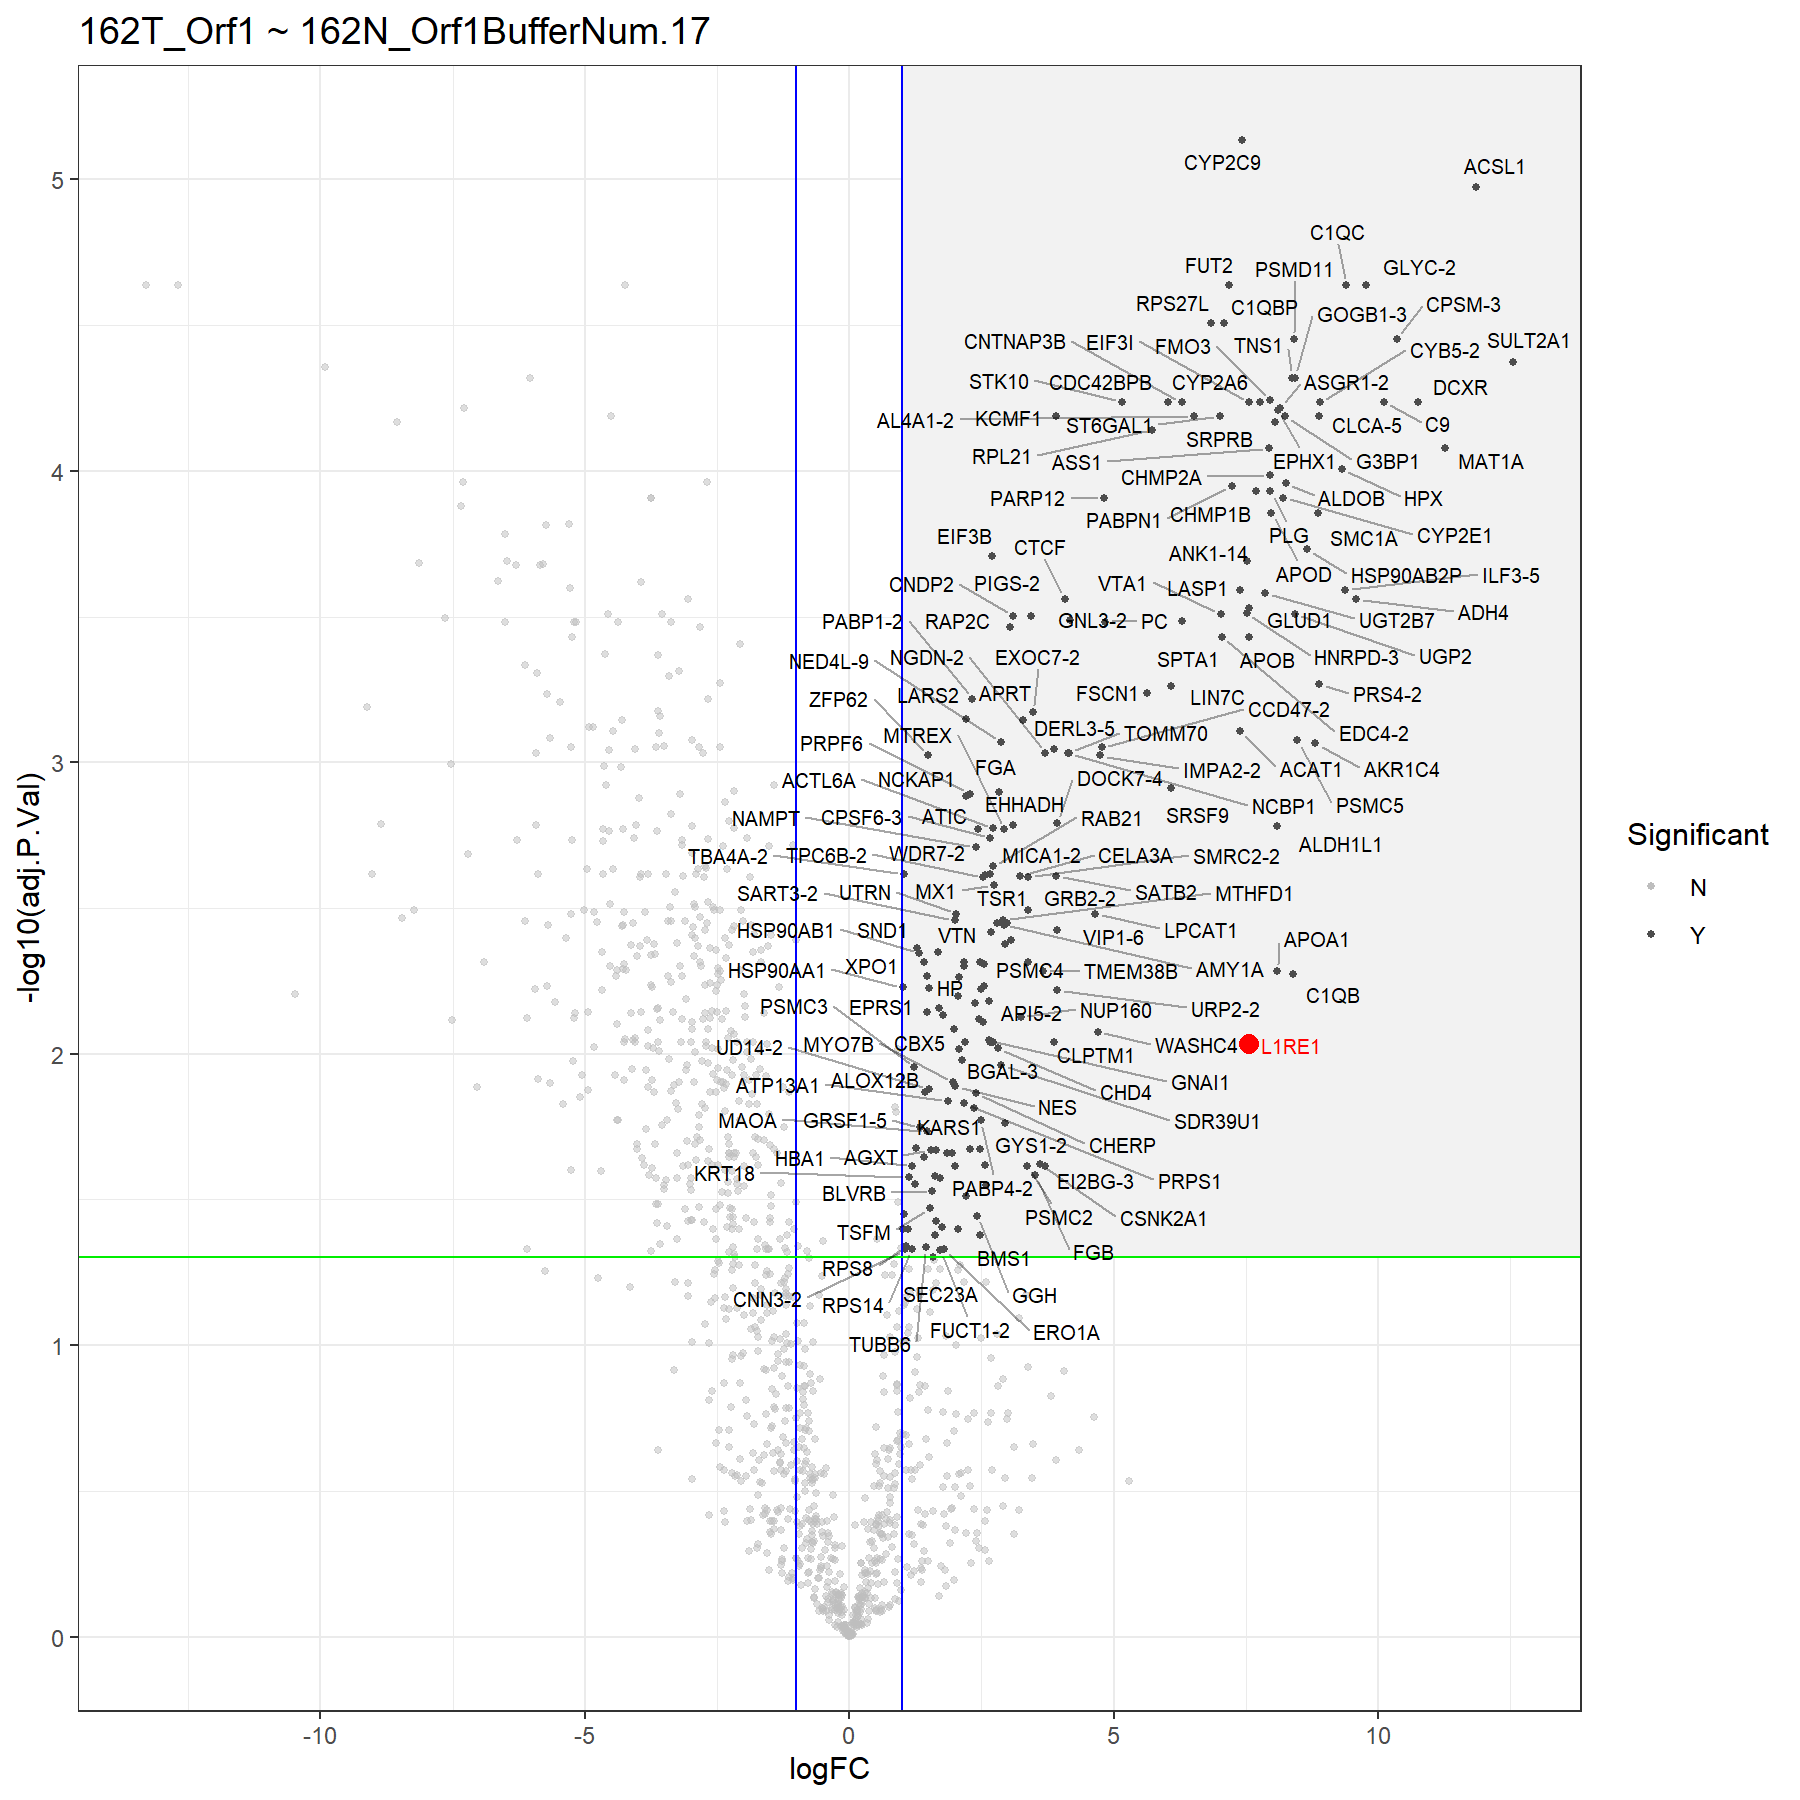 162T_Orf1 ~ 162N_Orf1BufferNum.17
CYP2C9
ACSL1
C1QC
FUT2 PSMD11 GLYC-2
RPS27L C1QBP GOGB1-3 CPSM-3
CNTNAP3B EIF3I FMO3 TNS1 CYB5-2 SULT2A1
STK10 CDC42BPB CYP2A6 ASGR1-2 DCXR
AL4A1-2 KCMF1 ST6GAL1 CLCA-5 C9
RPL21 ASS1 SRPRB EPHX1 G3BP1 MAT1A
CHMP2A ALDOB HPX
PARP12 PABPN1 CHMP1B PLG SMC1A CYP2E1
EIF3B CTCF ANK1-14 APOD HSP90AB2P ILF3-5
CNDP2 PIGS-2 VTA1 LASP1 ADH4
PABP1-2 RAP2C GNL3-2 PC GLUD1 UGT2B7
NED4L-9 NGDN-2 EXOC7-2 SPTA1 APOB HNRPD-3 UGP2
ZFP62 LARS2 APRT FSCN1 LIN7C CCD47-2 PRS4-2
PRPF6 MTREX DERL3-5 TOMM70 EDC4-2
ACTL6A NCKAP1 FGA DOCK7-4 IMPA2-2 ACAT1 AKR1C4
NAMPT CPSF6-3 ATIC EHHADH RAB21 SRSF9 NCBP1 PSMC5
TBA4A-2 TPC6B-2 WDR7-2 MICA1-2 CELA3A SMRC2-2 ALDH1L1
SART3-2 UTRN MX1 TSR1 GRB2-2 SATB2 MTHFD1
HSP90AB1 SND1 VTN VIP1-6 LPCAT1 APOA1
HSP90AA1 XPO1 PSMC4 TMEM38B AMY1A
PSMC3 EPRS1 HP API5-2 NUP160 URP2-2 C1QB
UD14-2 MYO7B CBX5 CLPTM1 WASHC4 L1RE1
ATP13A1 ALOX12B BGAL-3 CHD4 GNAI1
MAOA GRSF1-5 KARS1 NES SDR39U1
KRT18 HBA1 AGXT GYS1-2 CHERP
BLVRB PABP4-2 EI2BG-3 PRPS1
TSFM PSMC2 CSNK2A1
RPS8 BMS1 FGB
CNN3-2 RPS14 SEC23A GGH
TUBB6 FUCT1-2 ERO1A
5
4
3
2
1
0
-log10(adj.P.Val)
-10 -5 0 5 10
logFC
Significant
N
Y